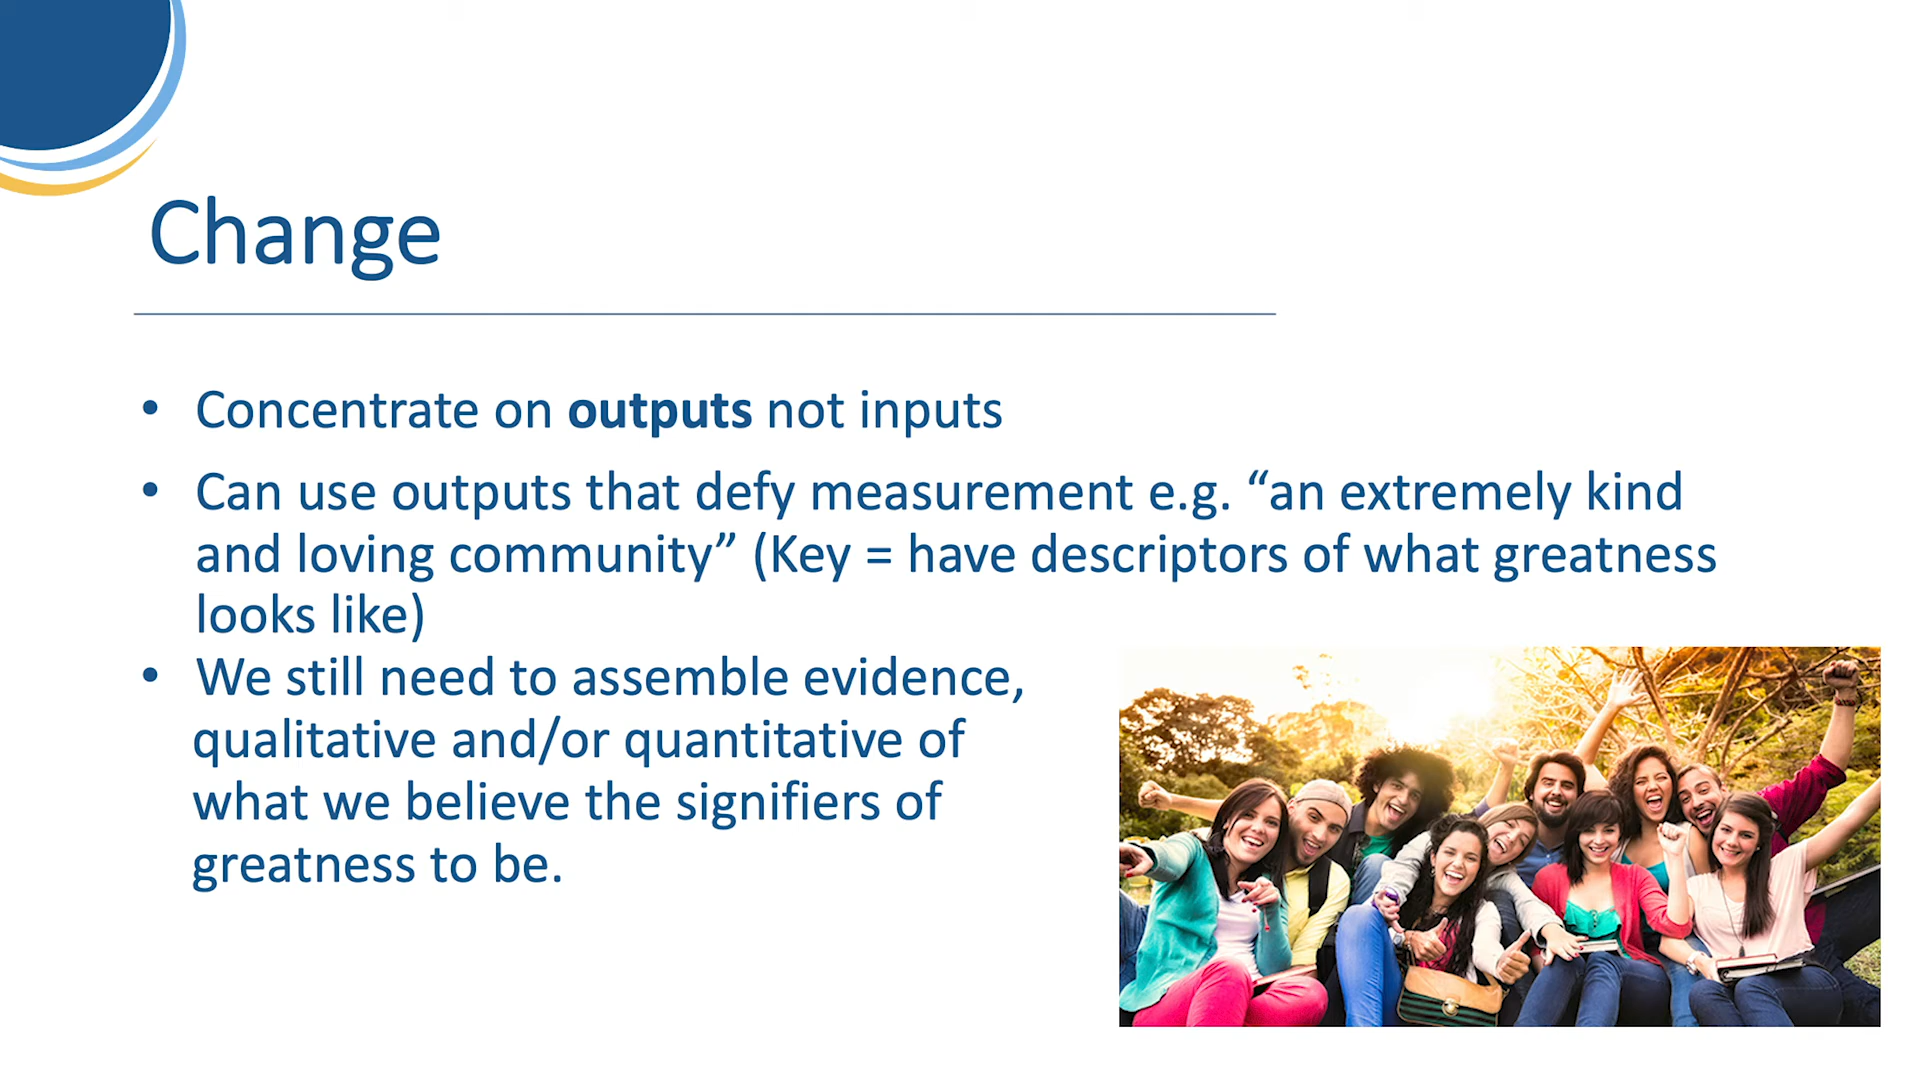 Change
• Concentrate on outputs not inputs
• Can use outputs that defy measurement e.g. “an extremely kind
and loving community” (Key = have descriptors of what greatness
looks like)
• We still need to assemble evidence,
qualitative and/or quantitative of
what we believe the signifiers of
greatness to be.